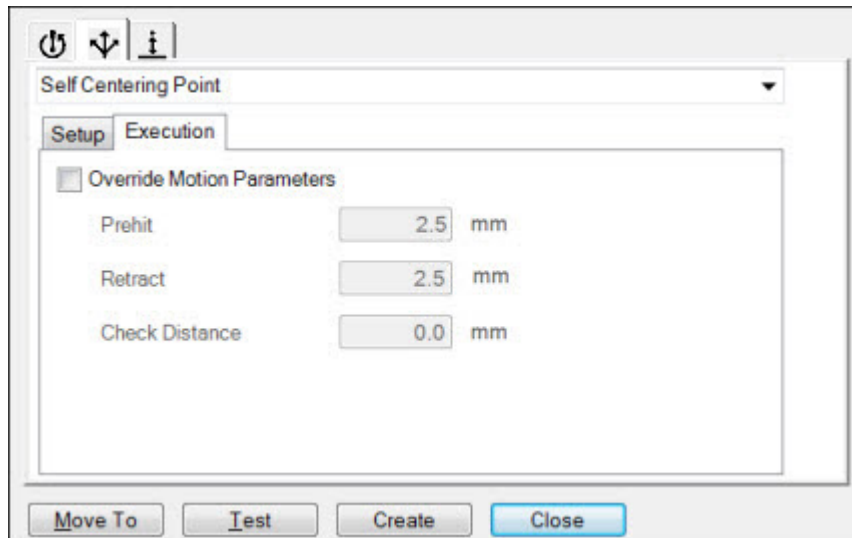 Self Centering Point
Setup Execution
Override Motion Parameters
Prehit 2.5 mm
Retract 2.5 mm
Check Distance 0.0 mm
Move To Test Create Close